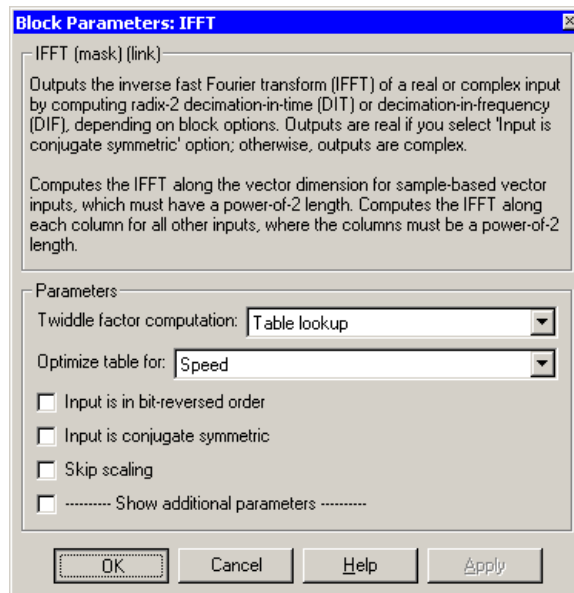 Block Parameters: IFFT
IFFT (mask) (link)
Outputs the inverse fast Fourier transform (IFFT) of a real or complex input
by computing radix-2 decimation-in-time (DIT) or decimation-in-frequency
(DIF), depending on block options. Outputs are real if you select 'Input is
conjugate symmetric' option; otherwise, outputs are complex.
Computes the IFFT along the vector dimension for sample-based vector
inputs, which must have a power-of-2 length. Computes the IFFT along
each column for all other inputs, where the columns must be a power-of-2
length.
Parameters
Twiddle factor computation: Table lookup
Optimize table for: Speed
Input is in bit-reversed order
Input is conjugate symmetric
Skip scaling
---------- Show additional parameters ----------
OK Cancel Help Apply